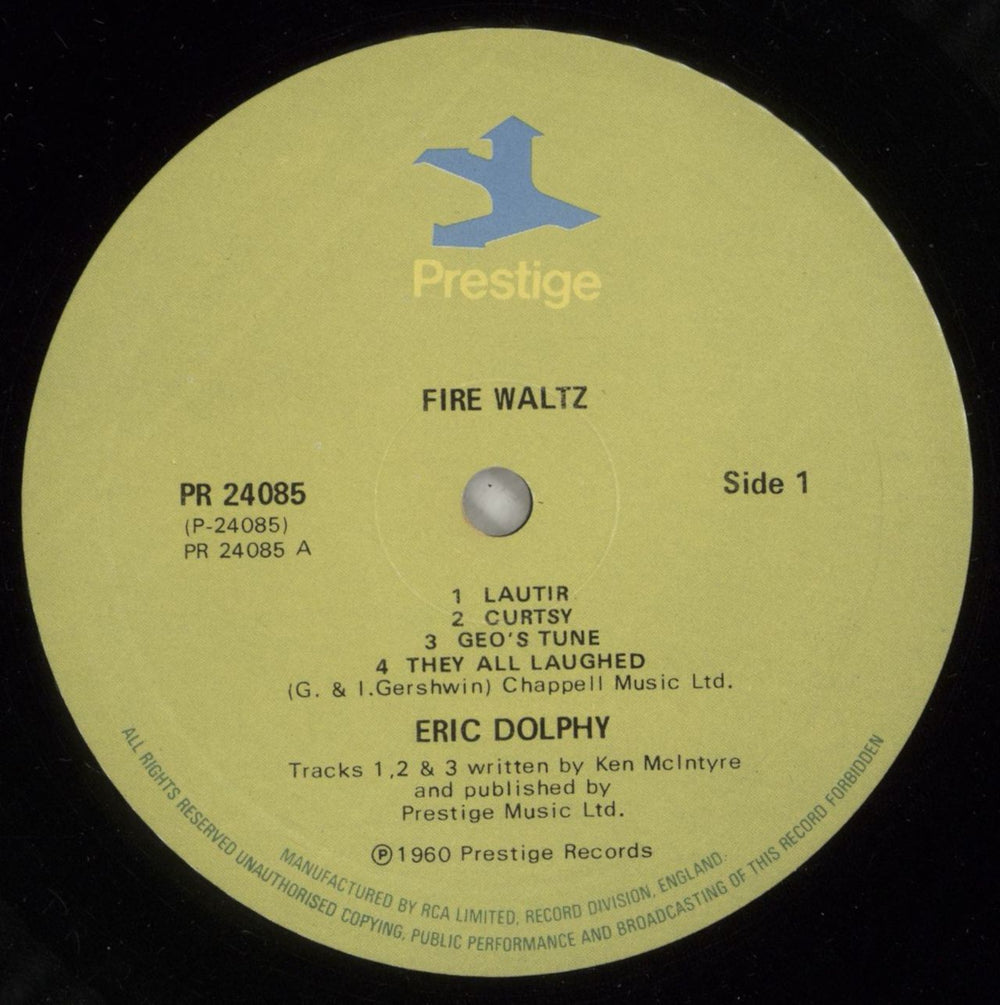 Prestige
FIRE WALTZ
PR 24085
(P-24085)
PR 24085 A
Side 1
1 LAUTIR
2 CURTSY
3 GEO'S TUNE
4 THEY ALL LAUGHED
(G. & I.Gershwin) Chappell Music Ltd.
ERIC DOLPHY
Tracks 1,2 & 3 written by Ken McIntyre
and published by
Prestige Music Ltd.
Ⓟ1960 Prestige Records
MANUFACTURED BY RCA LIMITED, RECORD DIVISION, ENGLAND.
ALL RIGHTS RESERVED UNAUTHORISED COPYING, PUBLIC PERFORMANCE AND BROADCASTING OF THIS RECORD FORBIDDEN